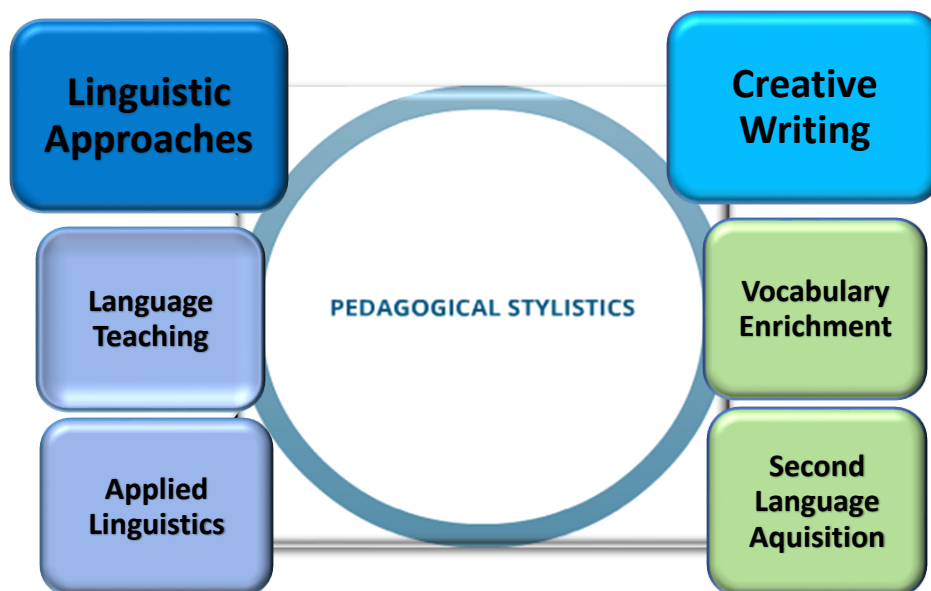 Linguistic
Approaches
Language
Teaching
Applied
Linguistics
PEDAGOGICAL STYLISTICS
Creative
Writing
Vocabulary
Enrichment
Second
Language
Aquisition